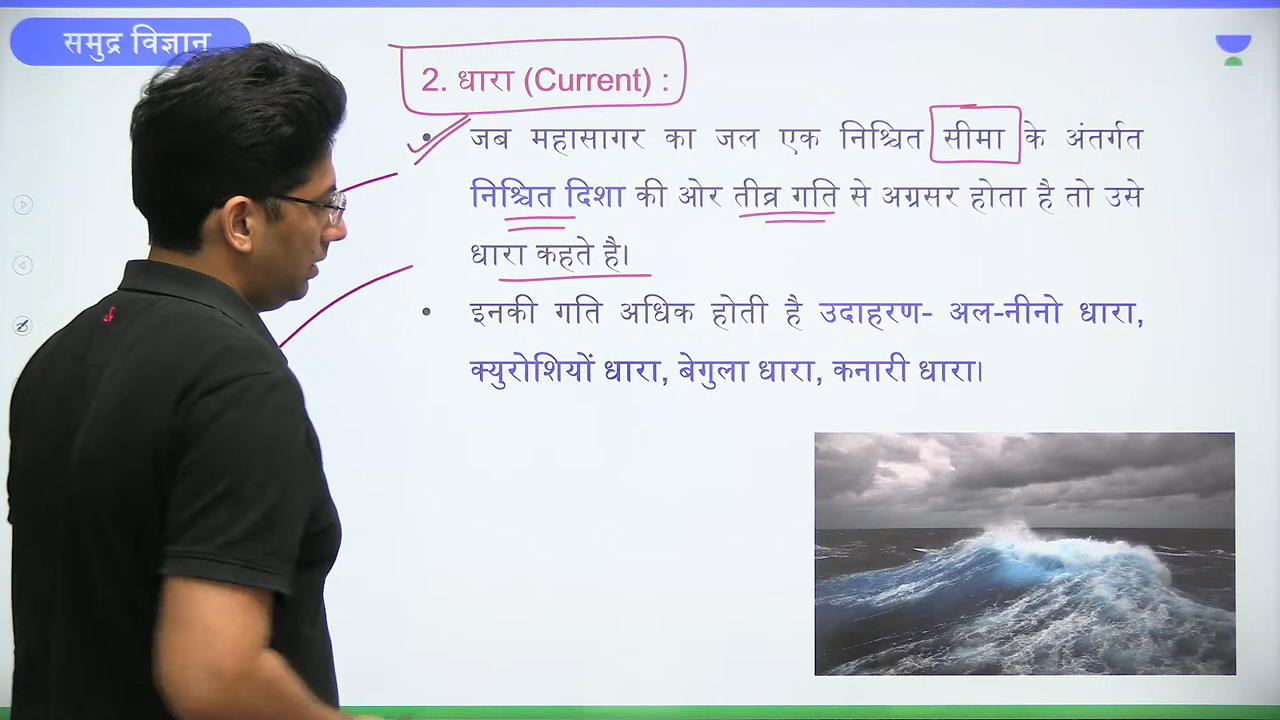 समुद्र विज्ञान
2. धारा (Current) :
• जब महासागर का जल एक निश्चित सीमा के अंतर्गत
निश्चित दिशा की ओर तीव्र गति से अग्रसर होता है तो उसे
धारा कहते है।
• इनकी गति अधिक होती है उदाहरण- अल-नीनो धारा,
क्युरोशियों धारा, बेगुला धारा, कनारी धारा।